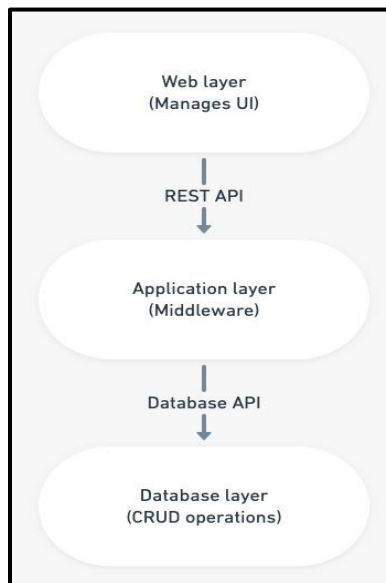 Web layer
(Manages UI)
REST API
Application layer
(Middleware)
Database API
Database layer
(CRUD operations)